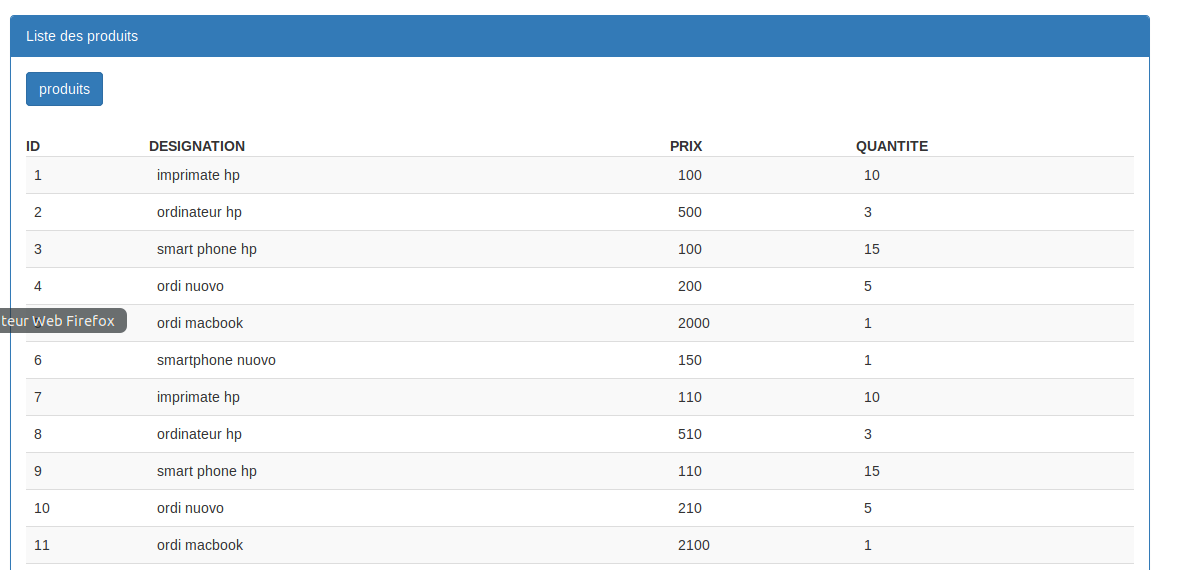 Liste des produits
produits
ID DESIGNATION PRIX QUANTITE
1 imprimate hp 100 10
2 ordinateur hp 500 3
3 smart phone hp 100 15
4 ordi nuovo 200 5
teur Web Firefox
ordi macbook 2000 1
6 smartphone nuovo 150 1
7 imprimate hp 110 10
8 ordinateur hp 510 3
9 smart phone hp 110 15
10 ordi nuovo 210 5
11 ordi macbook 2100 1